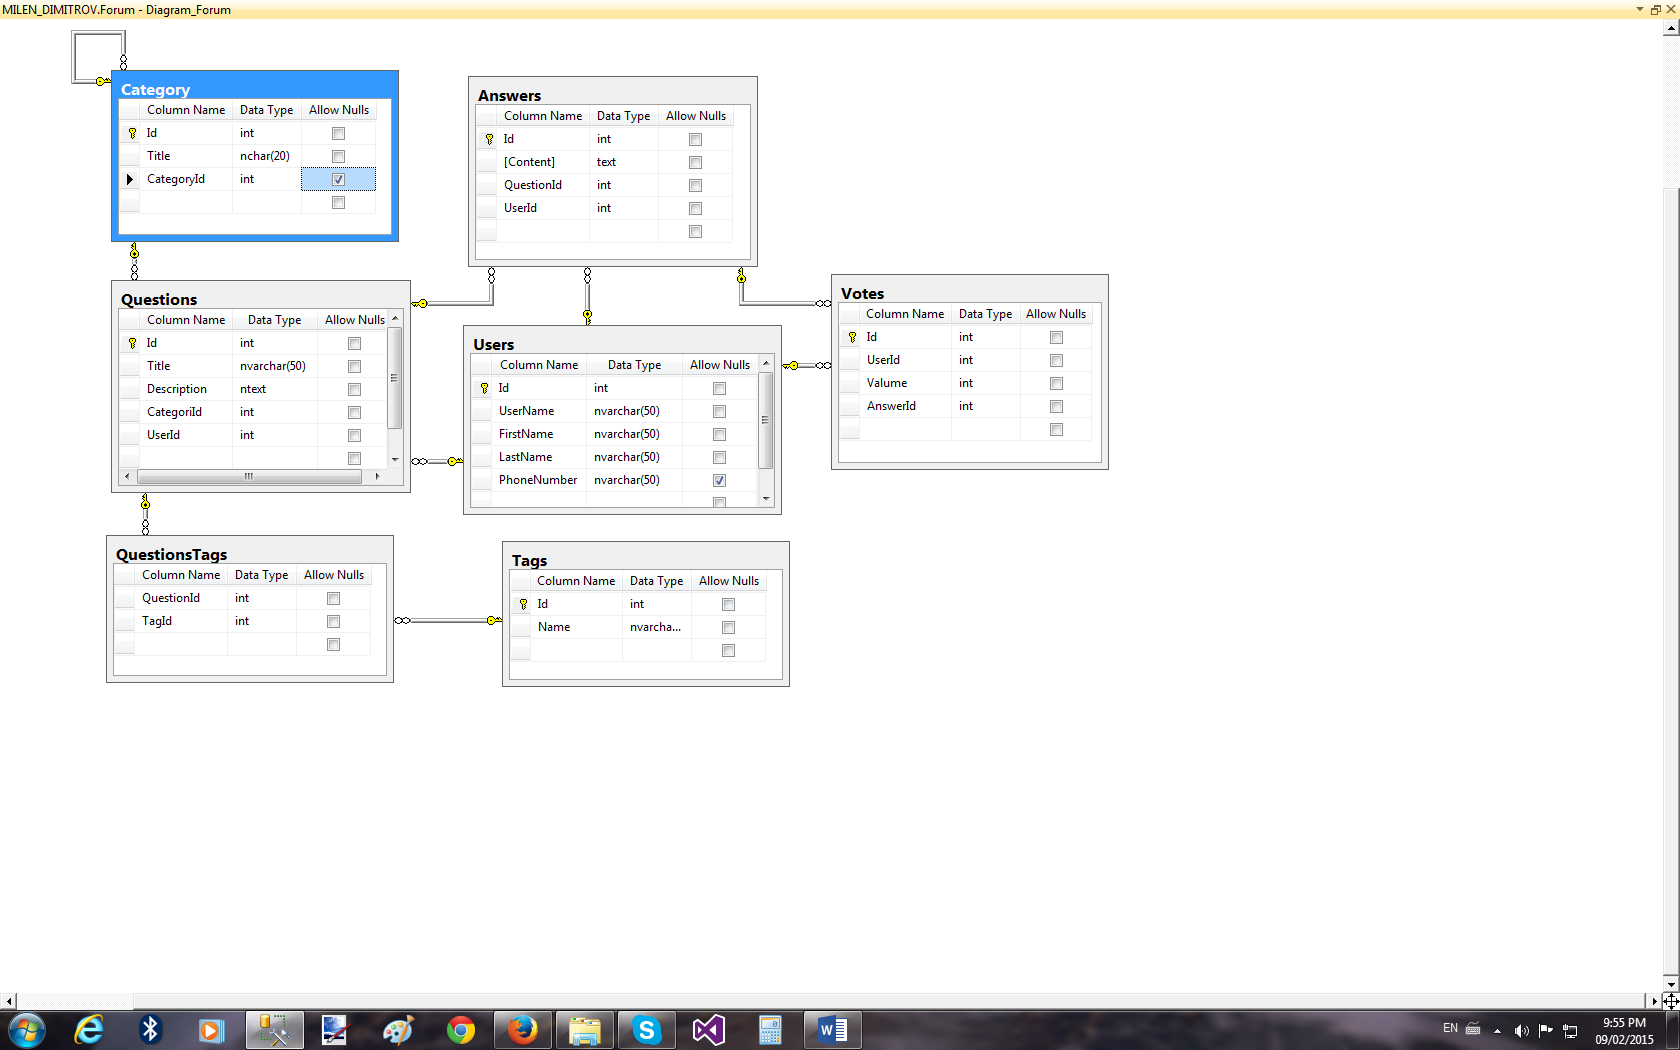 MILEN_DIMITROV.Forum - Diagram_Forum
Category
Column Name Data Type Allow Nulls
Id int
Title nchar(20)
CategoryId int
Answers
Column Name Data Type Allow Nulls
Id int
[Content] text
QuestionId int
UserId int
Questions
Column Name Data Type Allow Nulls
Id int
Title nvarchar(50)
Description ntext
CategoriId int
UserId int
Users
Column Name Data Type Allow Nulls
Id int
UserName nvarchar(50)
FirstName nvarchar(50)
LastName nvarchar(50)
PhoneNumber nvarchar(50)
Votes
Column Name Data Type Allow Nulls
Id int
UserId int
Valume int
AnswerId int
QuestionsTags
Column Name Data Type Allow Nulls
QuestionId int
TagId int
Tags
Column Name Data Type Allow Nulls
Id int
Name nvarcha...
EN
9:55 PM
09/02/2015